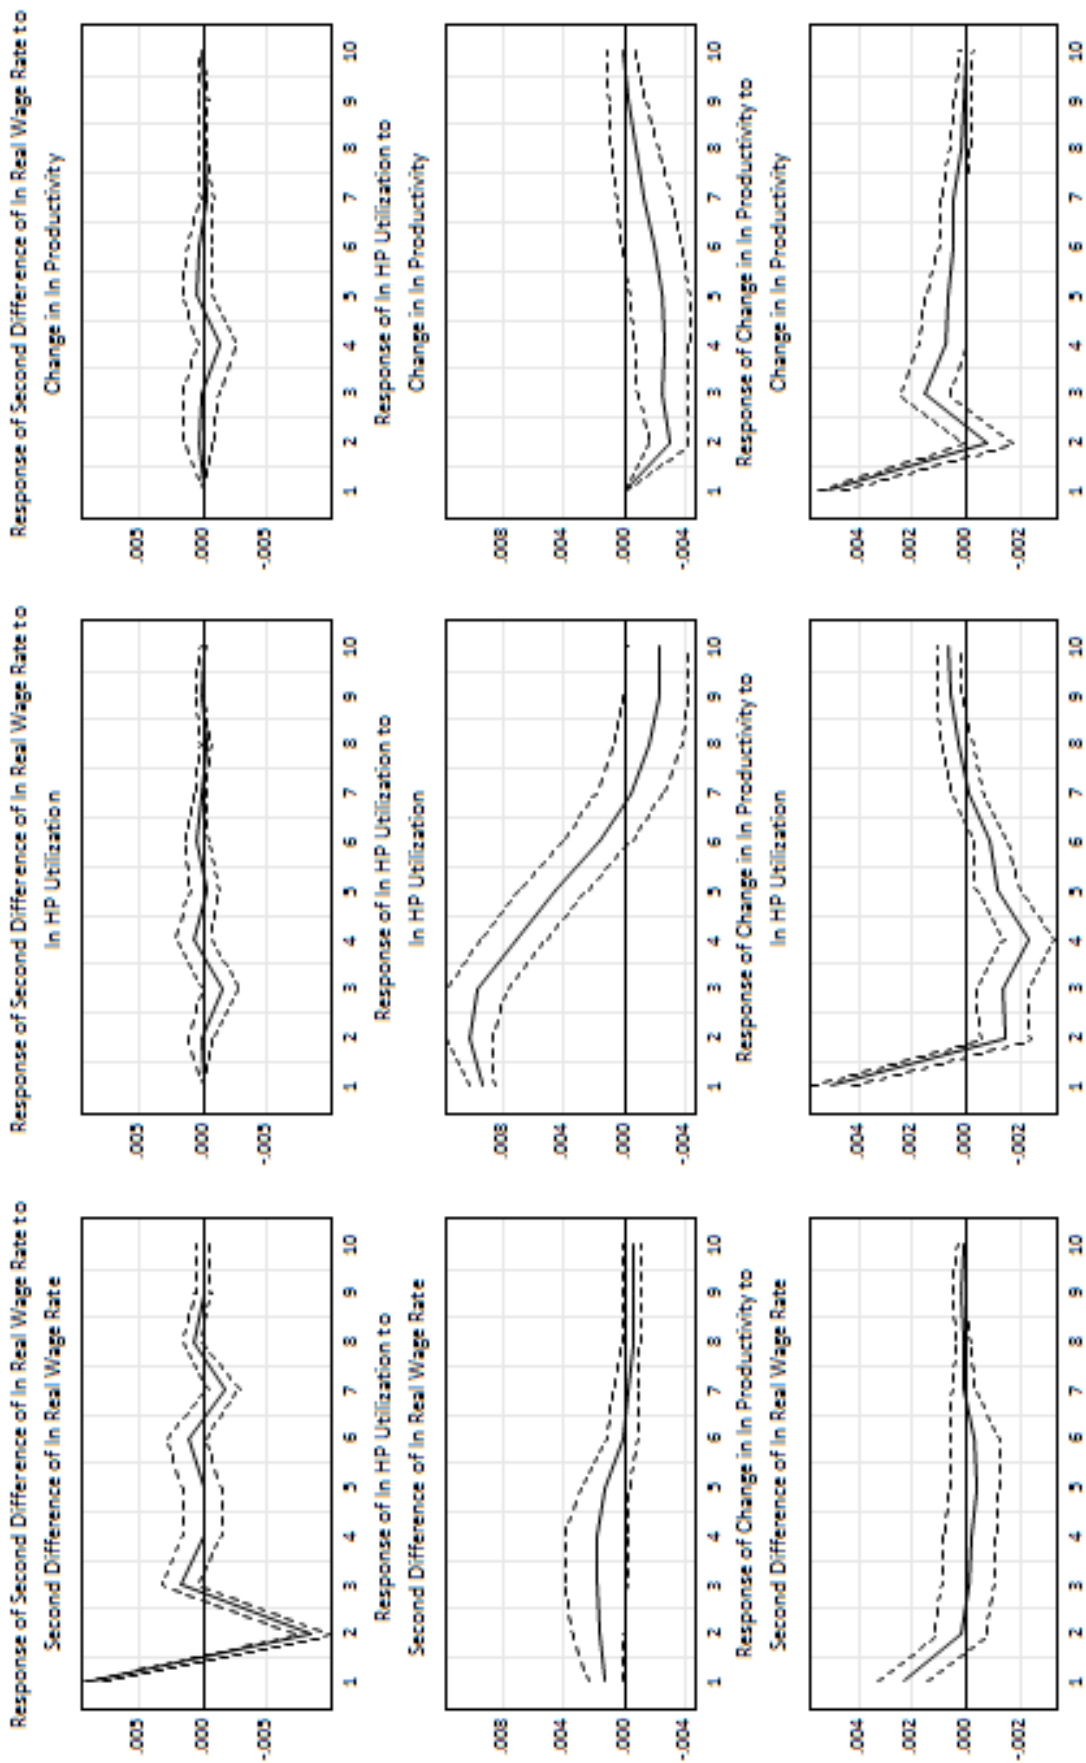 Response of Second Difference of ln Real Wage Rate to
Second Difference of ln Real Wage Rate
.005
.000
-.005
1 2 3 4 5 6 7 8 9 10
Response of Second Difference of ln Real Wage Rate to
ln HP Utilization
.005
.000
-.005
1 2 3 4 5 6 7 8 9 10
Response of Second Difference of ln Real Wage Rate to
Change in ln Productivity
.005
.000
-.005
1 2 3 4 5 6 7 8 9 10
Response of ln HP Utilization to
Second Difference of ln Real Wage Rate
.008
.004
.000
-.004
1 2 3 4 5 6 7 8 9 10
Response of ln HP Utilization to
ln HP Utilization
.008
.004
.000
-.004
1 2 3 4 5 6 7 8 9 10
Response of ln HP Utilization to
Change in ln Productivity
.008
.004
.000
-.004
1 2 3 4 5 6 7 8 9 10
Response of Change in ln Productivity to
Second Difference of ln Real Wage Rate
.004
.002
.000
-.002
1 2 3 4 5 6 7 8 9 10
Response of Change in ln Productivity to
ln HP Utilization
.004
.002
.000
-.002
1 2 3 4 5 6 7 8 9 10
Response of Change in ln Productivity to
Change in ln Productivity
.004
.002
.000
-.002
1 2 3 4 5 6 7 8 9 10